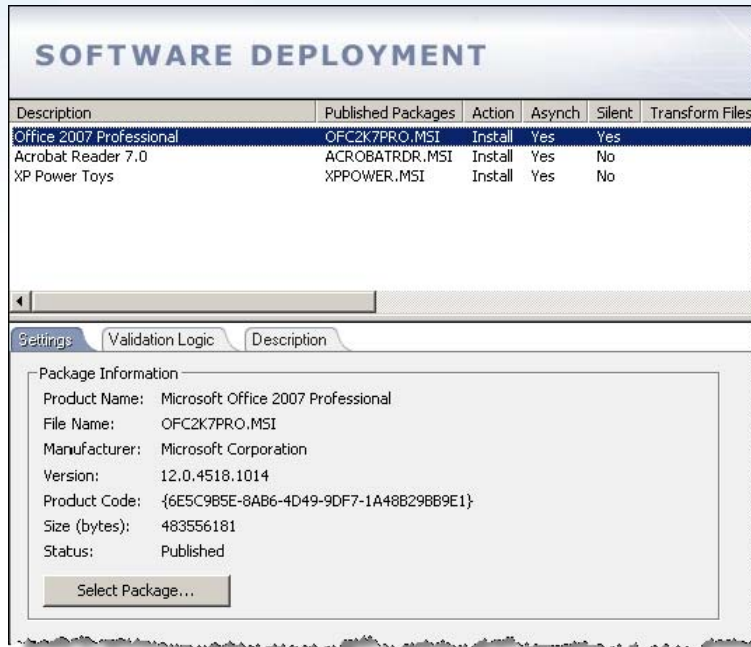 SOFTWARE DEPLOYMENT
Description Published Packages Action Asynch Silent Transform Files
Office 2007 Professional OFC2K7PRO.MSI Install Yes Yes
Acrobat Reader 7.0 ACROBATRDR.MSI Install Yes No
XP Power Toys XPPOWER.MSI Install Yes No
Settings Validation Logic Description
Package Information
Product Name: Microsoft Office 2007 Professional
File Name: OFC2K7PRO.MSI
Manufacturer: Microsoft Corporation
Version: 12.0.4518.1014
Product Code: {6E5C9B5E-8AB6-4D49-9DF7-1A48B29BB9E1}
Size (bytes): 483556181
Status: Published
Select Package...